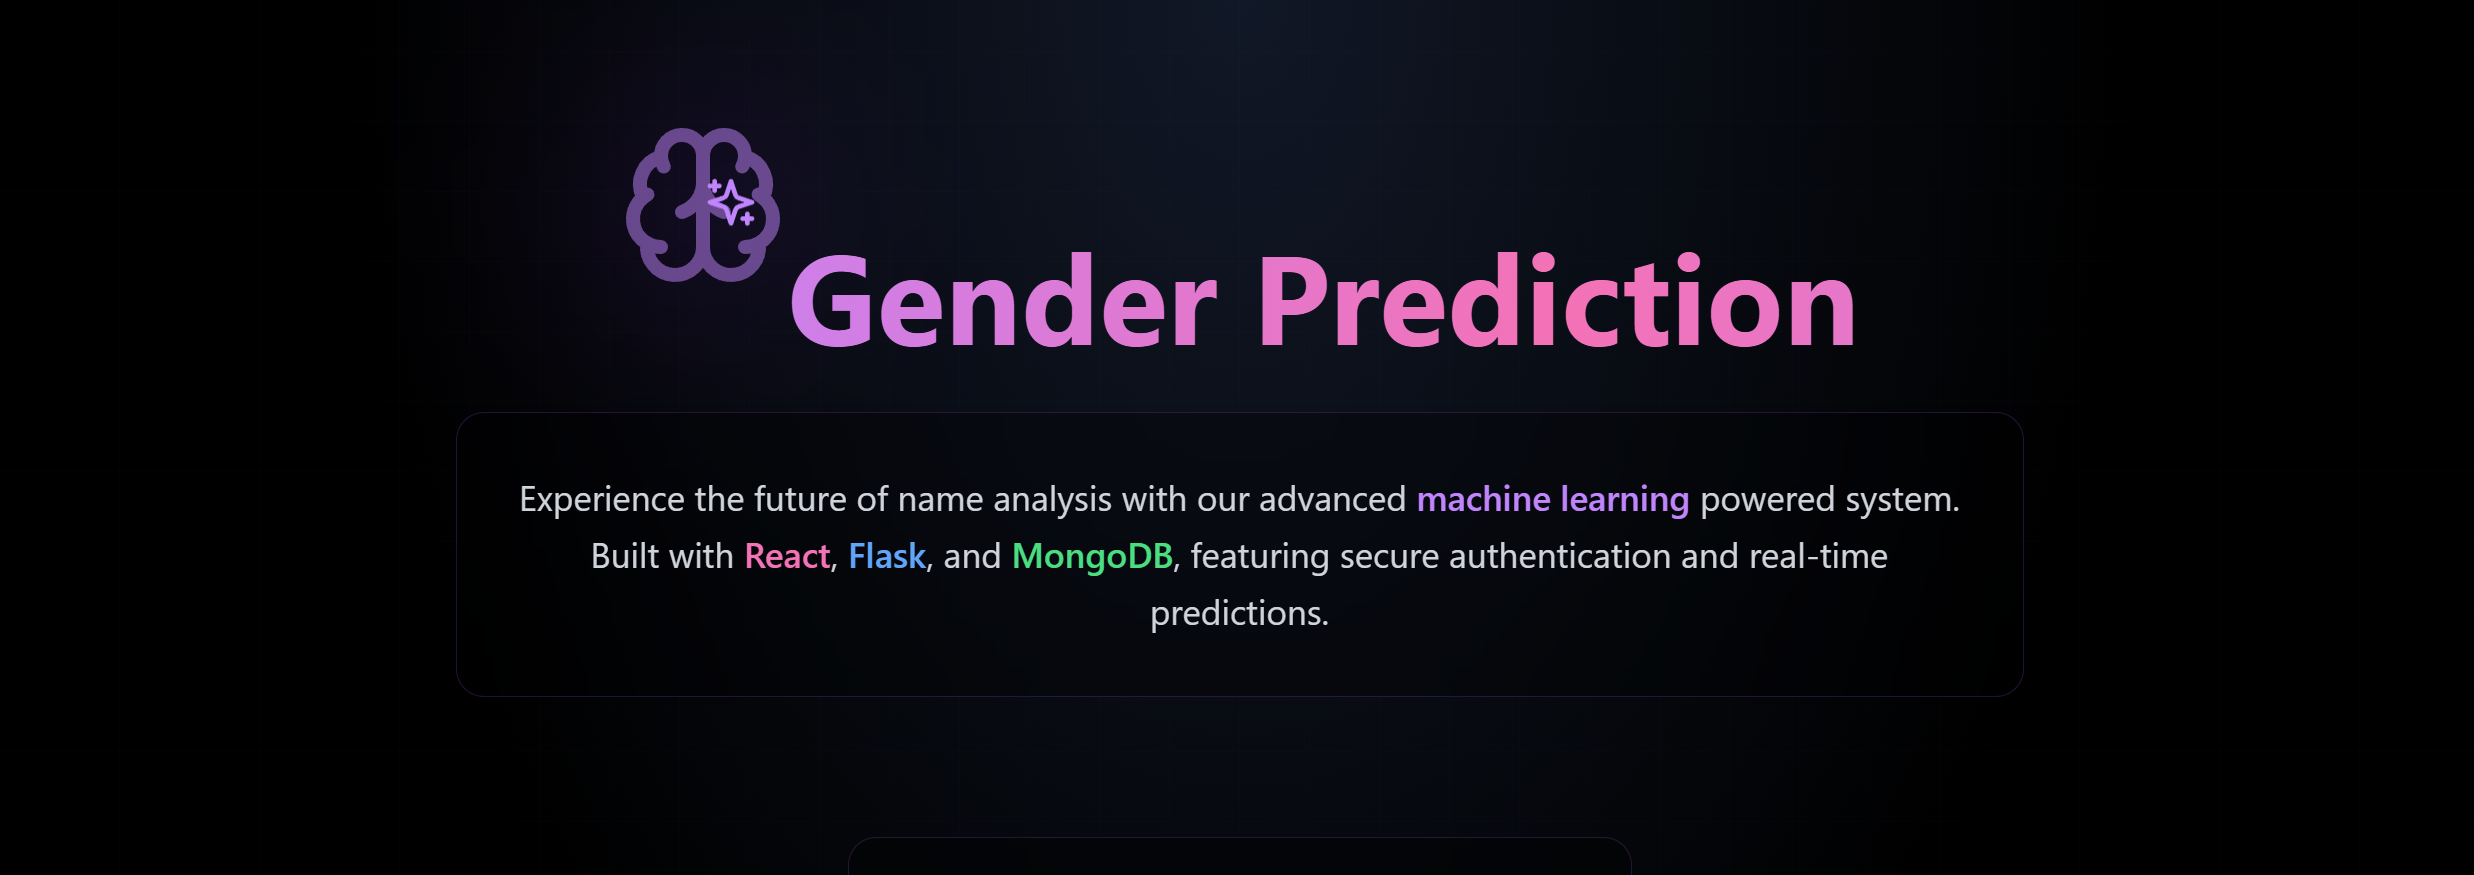 Gender Prediction
Experience the future of name analysis with our advanced machine learning powered system.
Built with React, Flask, and MongoDB, featuring secure authentication and real-time
predictions.